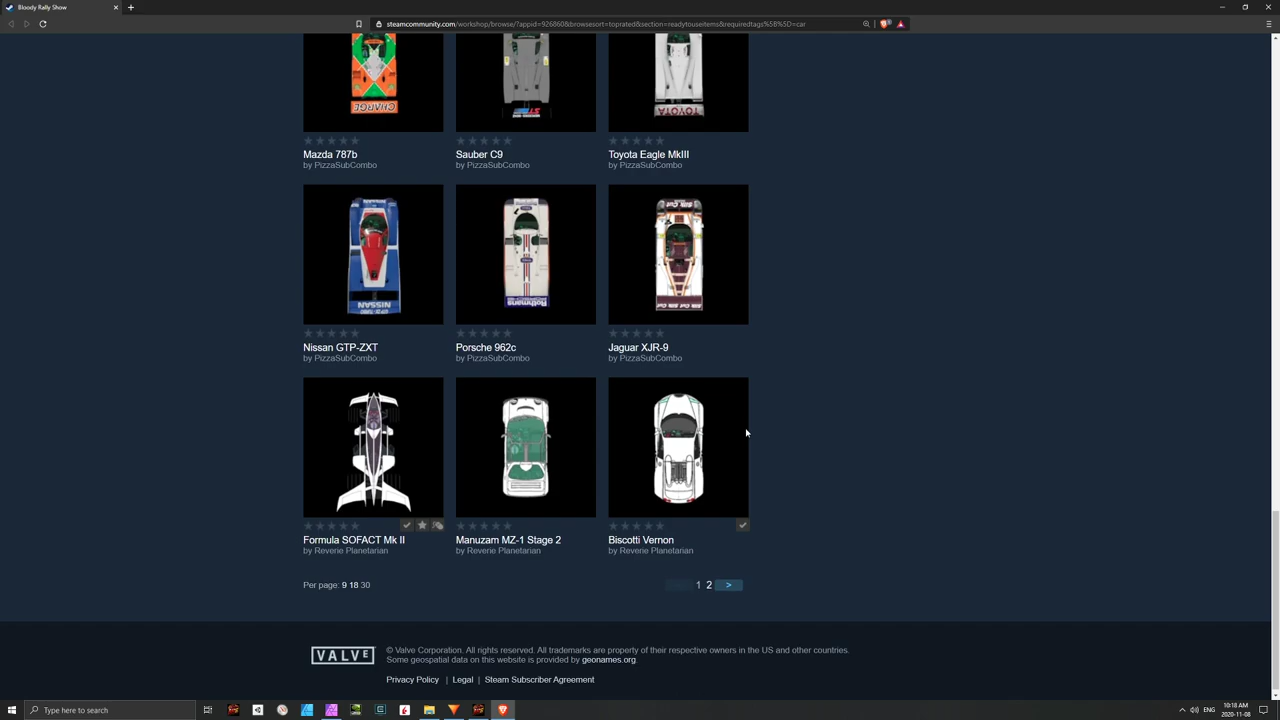 Bloody Rally Show
steamcommunity.com/workshop/browse/?appid=926860&browsesort=toprated&section=readytouseitems&requiredtags%5B%5D=car
CHARGE
TOYOTA
Mazda 787b
by PizzaSubCombo
Sauber C9
by PizzaSubCombo
Toyota Eagle MkIII
by PizzaSubCombo
NISSAN
Rothmans
Silk Cut
Nissan GTP-ZXT
by PizzaSubCombo
Porsche 962c
by PizzaSubCombo
Jaguar XJR-9
by PizzaSubCombo
Formula SOFACT Mk II
by Reverie Planetarian
Manuzam MZ-1 Stage 2
by Reverie Planetarian
Biscotti Vernon
by Reverie Planetarian
Per page: 9 18 30
1 2 >
VALVE
© Valve Corporation. All rights reserved. All trademarks are property of their respective owners in the US and other countries.
Some geospatial data on this website is provided by geonames.org.
Privacy Policy | Legal | Steam Subscriber Agreement
Type here to search
ENG
10:18 AM
2020-11-08